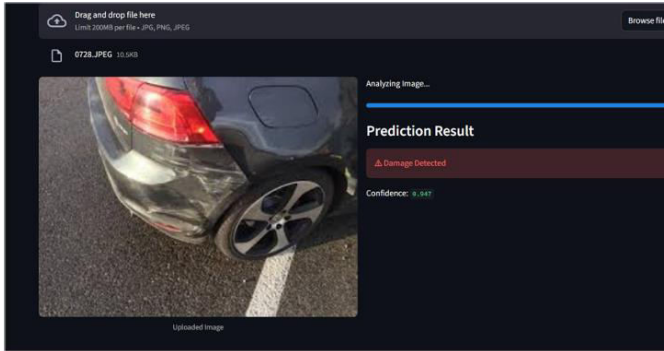 Drag and drop file here
Limit 200MB per file • JPG, PNG, JPEG
Browse file
0728.JPEG 10.5KB
Analyzing Image...
Prediction Result
⚠ Damage Detected
Confidence: 0.947
Uploaded Image